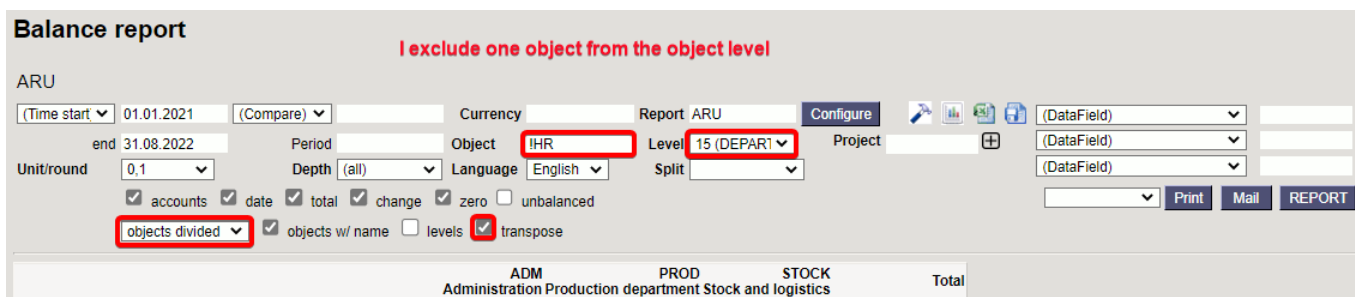 Balance report
I exclude one object from the object level
ARU
(Time start) 01.01.2021 (Compare) Currency Report ARU Configure (DataField)
end 31.08.2022 Period Object !HR Level 15 (DEPART Project (DataField)
Unit/round 0,1 Depth (all) Language English Split (DataField)
accounts date total change zero unbalanced Print Mail REPORT
objects divided objects w/ name levels transpose
ADM PROD STOCK Total
Administration Production department Stock and logistics